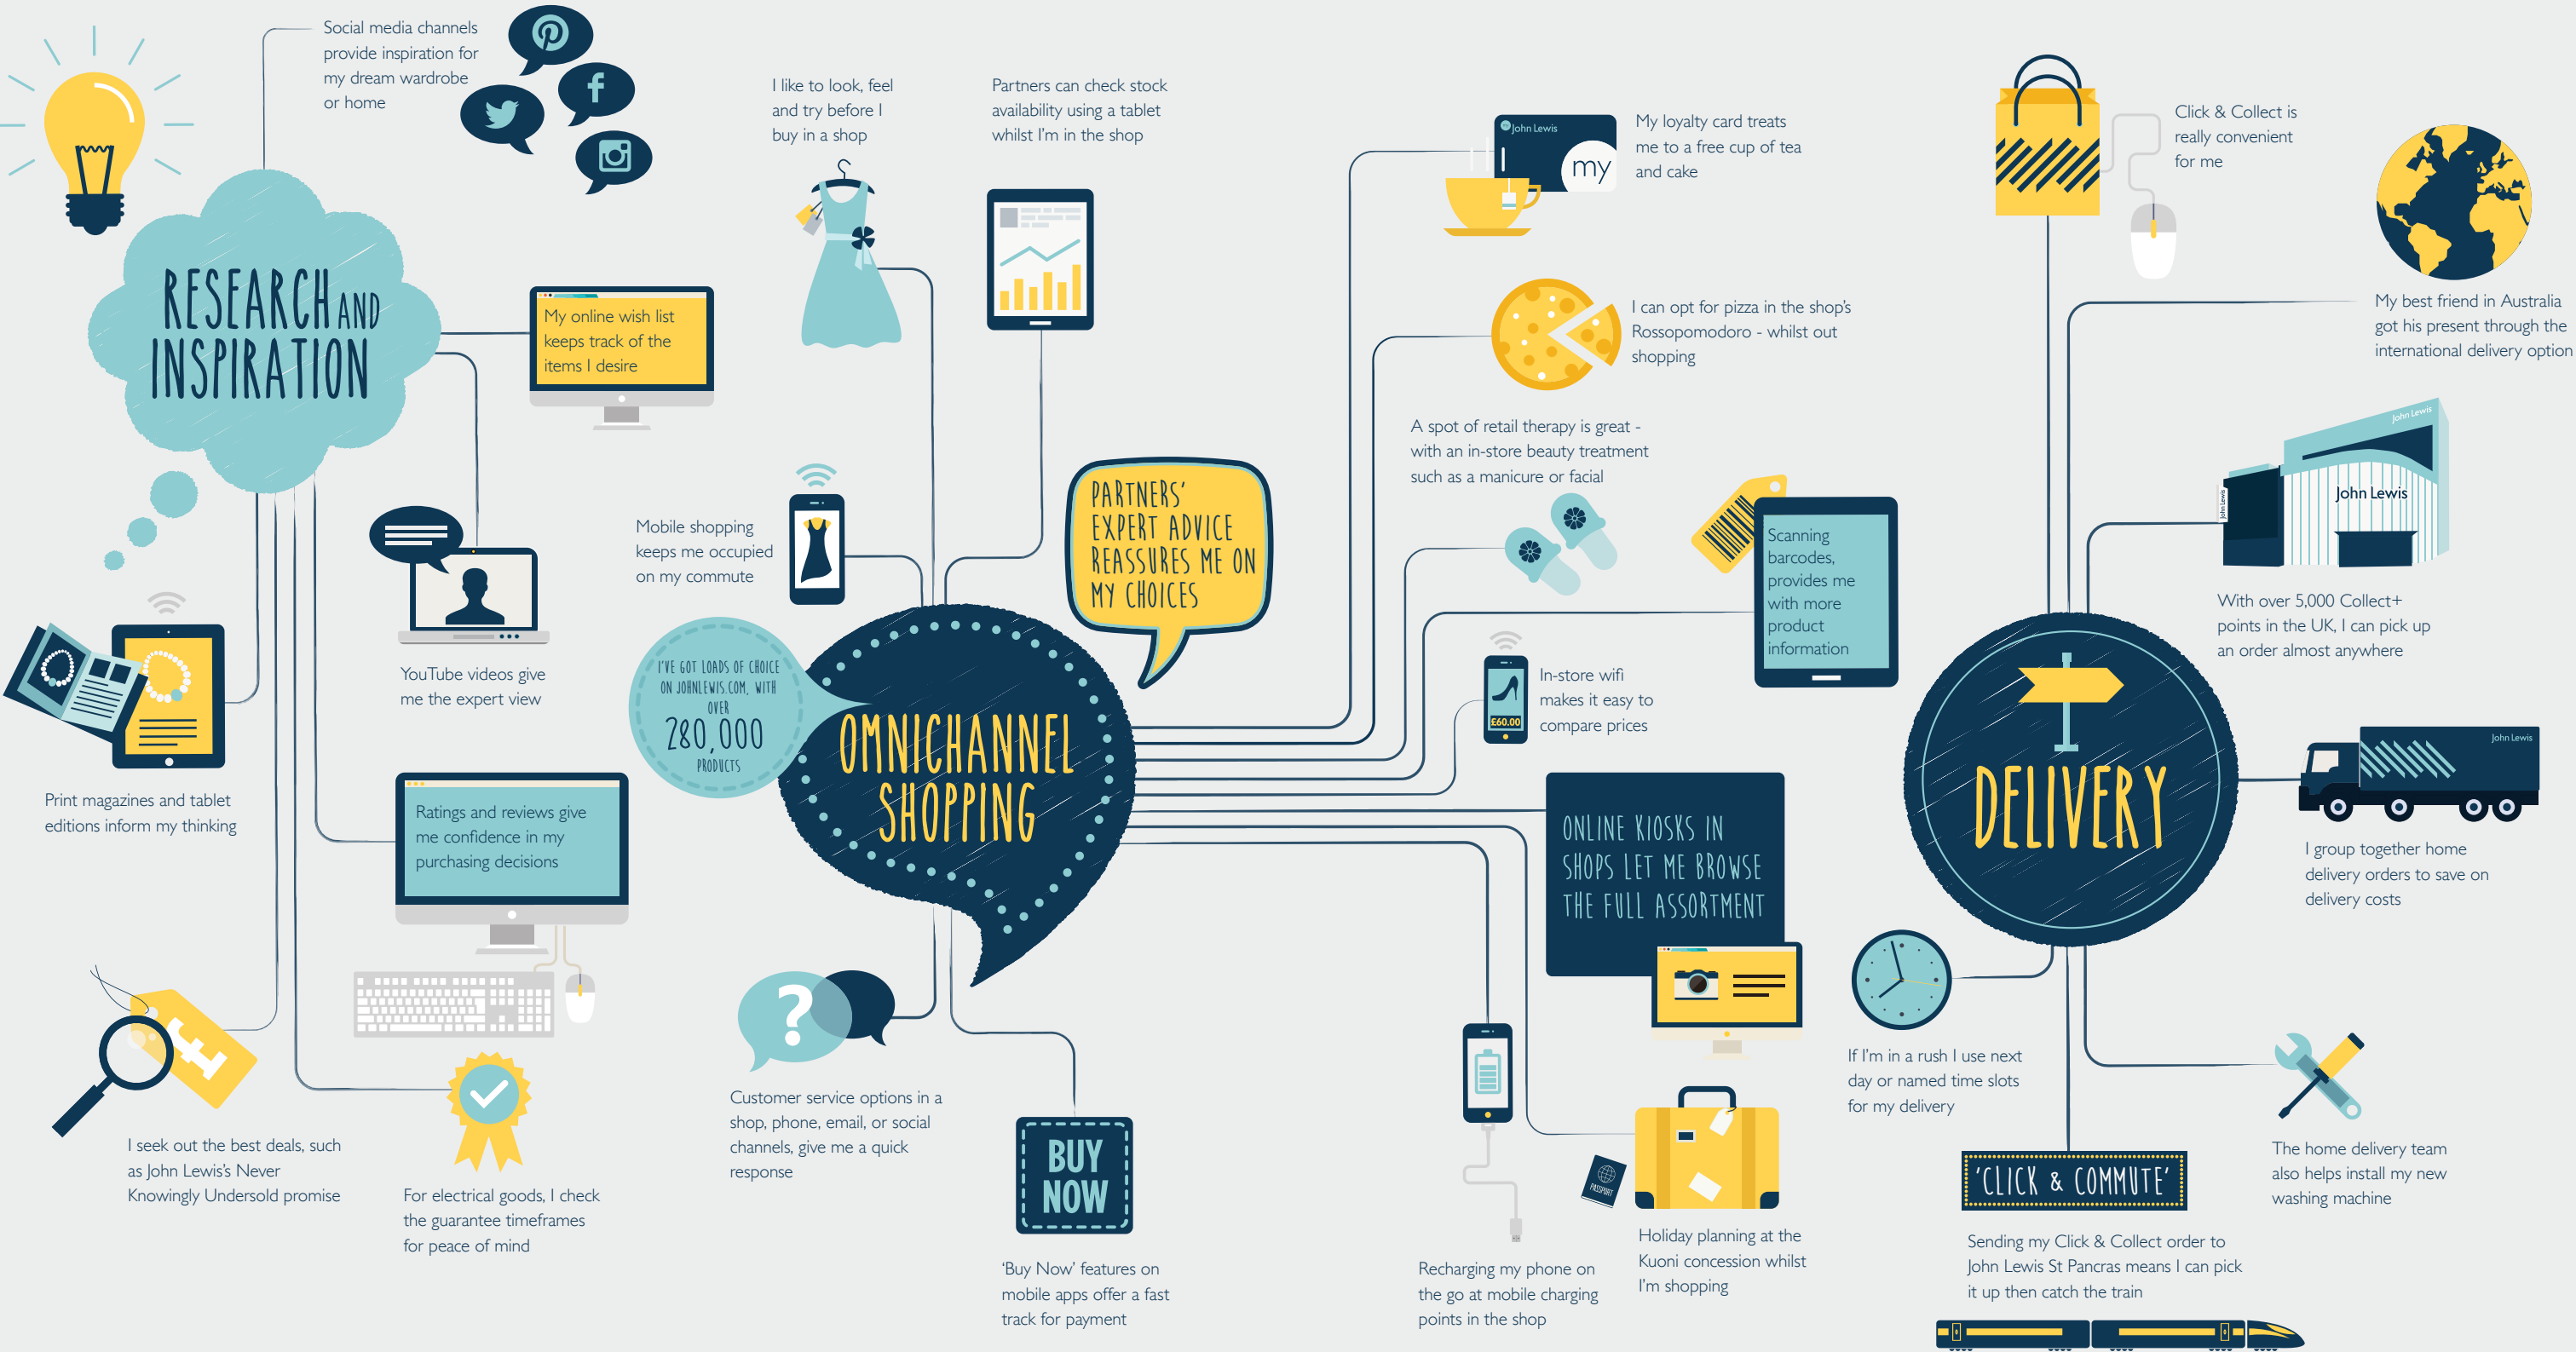 Social media channels
provide inspiration for
my dream wardrobe
or home
RESEARCH AND
INSPIRATION
My online wish list
keeps track of the
items I desire
YouTube videos give
me the expert view
Print magazines and tablet
editions inform my thinking
Ratings and reviews give
me confidence in my
purchasing decisions
£
I seek out the best deals, such
as John Lewis's Never
Knowingly Undersold promise
For electrical goods, I check
the guarantee timeframes
for peace of mind
I like to look, feel
and try before I
buy in a shop
Partners can check stock
availability using a tablet
whilst I'm in the shop
Mobile shopping
keeps me occupied
on my commute
PARTNERS'
EXPERT ADVICE
REASSURES ME ON
MY CHOICES
I'VE GOT LOADS OF CHOICE
ON JOHNLEWIS.COM, WITH
OVER
280,000
PRODUCTS
OMNICHANNEL
SHOPPING
?
Customer service options in a
shop, phone, email, or social
channels, give me a quick
response
BUY
NOW
'Buy Now' features on
mobile apps offer a fast
track for payment
John Lewis
my
My loyalty card treats
me to a free cup of tea
and cake
I can opt for pizza in the shop's
Rossopomodoro - whilst out
shopping
A spot of retail therapy is great -
with an in-store beauty treatment
such as a manicure or facial
Scanning
barcodes,
provides me
with more
product
information
£60.00
In-store wifi
makes it easy to
compare prices
ONLINE KIOSKS IN
SHOPS LET ME BROWSE
THE FULL ASSORTMENT
PASSPORT
Holiday planning at the
Kuoni concession whilst
I'm shopping
Recharging my phone on
the go at mobile charging
points in the shop
Click & Collect is
really convenient
for me
My best friend in Australia
got his present through the
international delivery option
John Lewis
John Lewis
John Lewis
With over 5,000 Collect+
points in the UK, I can pick up
an order almost anywhere
DELIVERY
John Lewis
I group together home
delivery orders to save on
delivery costs
If I'm in a rush I use next
day or named time slots
for my delivery
The home delivery team
also helps install my new
washing machine
'CLICK & COMMUTE'
Sending my Click & Collect order to
John Lewis St Pancras means I can pick
it up then catch the train